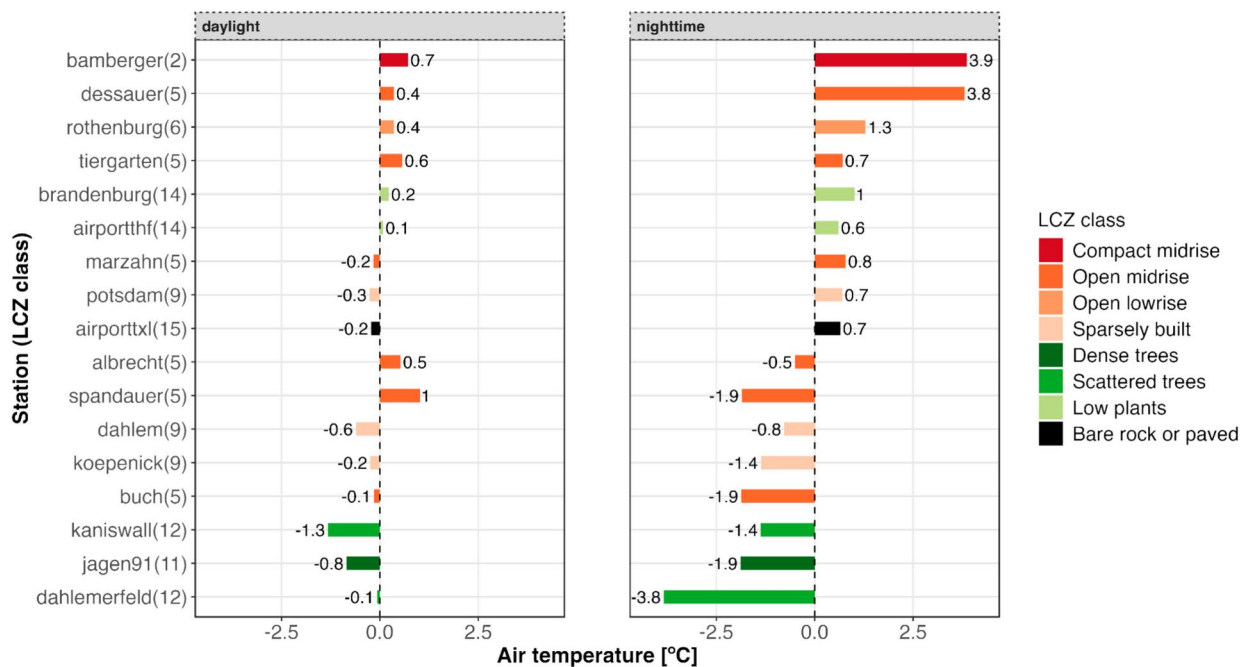 daylight
nighttime
Station (LCZ class)
bamberger(2)
0.7
3.9
dessauer(5)
0.4
3.8
rothenburg(6)
0.4
1.3
tiergarten(5)
0.6
0.7
brandenburg(14)
0.2
1
airportthf(14)
0.1
0.6
marzahn(5)
-0.2
0.8
potsdam(9)
-0.3
0.7
airporttxl(15)
-0.2
0.7
albrecht(5)
0.5
-0.5
spandauer(5)
1
-1.9
dahlem(9)
-0.6
-0.8
koepenick(9)
-0.2
-1.4
buch(5)
-0.1
-1.9
kaniswall(12)
-1.3
-1.4
jagen91(11)
-0.8
-1.9
dahlemerfeld(12)
-0.1
-3.8
-2.5 0.0 2.5
-2.5 0.0 2.5
Air temperature [°C]
LCZ class
Compact midrise
Open midrise
Open lowrise
Sparsely built
Dense trees
Scattered trees
Low plants
Bare rock or paved